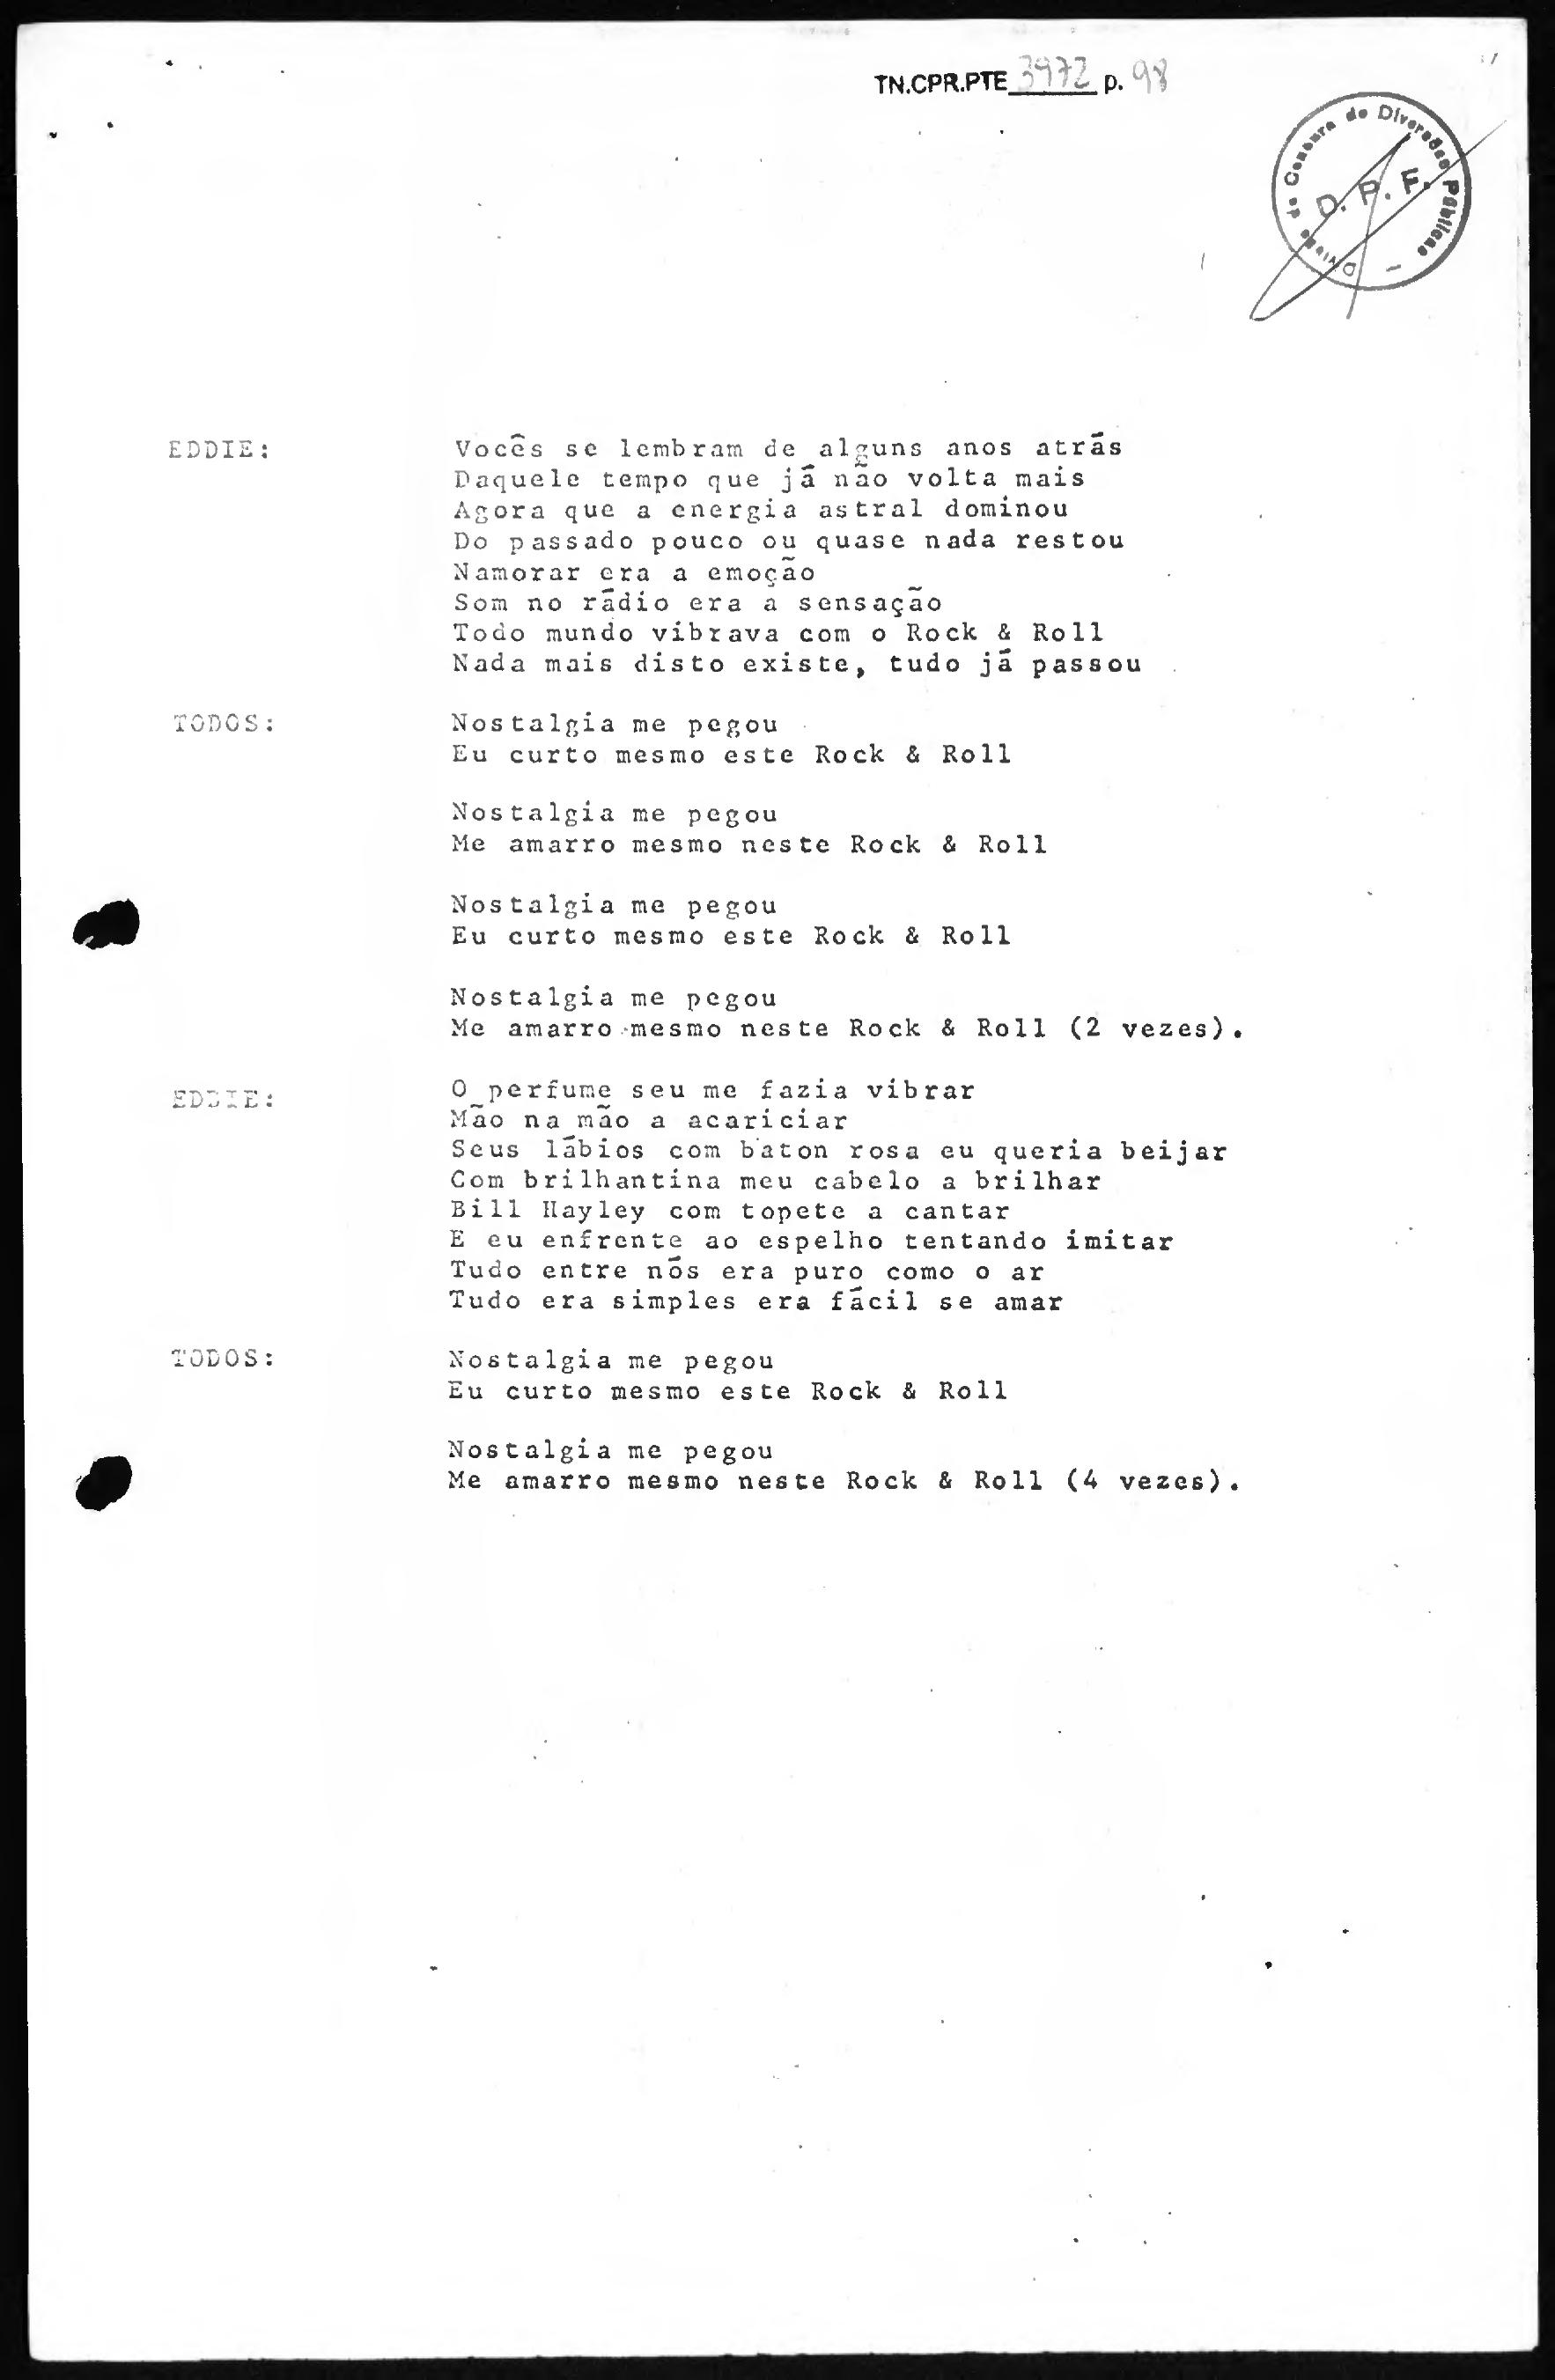 TN.CPR.PTE 3972 p. 98
Divisão de Censura de Diversões Públicas
D. P. F.
EDDIE: Vocês se lembram de alguns anos atrás
Daquele tempo que já não volta mais
Agora que a energia astral dominou
Do passado pouco ou quase nada restou
Namorar era a emoção
Som no rádio era a sensação
Todo mundo vibrava com o Rock & Roll
Nada mais disto existe, tudo já passou
TODOS: Nostalgia me pegou
Eu curto mesmo este Rock & Roll
Nostalgia me pegou
Me amarro mesmo neste Rock & Roll
Nostalgia me pegou
Eu curto mesmo este Rock & Roll
Nostalgia me pegou
Me amarro mesmo neste Rock & Roll (2 vezes).
EDDIE: O perfume seu me fazia vibrar
Mão na mão a acariciar
Seus lábios com baton rosa eu queria beijar
Com brilhantina meu cabelo a brilhar
Bill Hayley com topete a cantar
E eu enfrente ao espelho tentando imitar
Tudo entre nós era puro como o ar
Tudo era simples era fácil se amar
TODOS: Nostalgia me pegou
Eu curto mesmo este Rock & Roll
Nostalgia me pegou
Me amarro mesmo neste Rock & Roll (4 vezes).